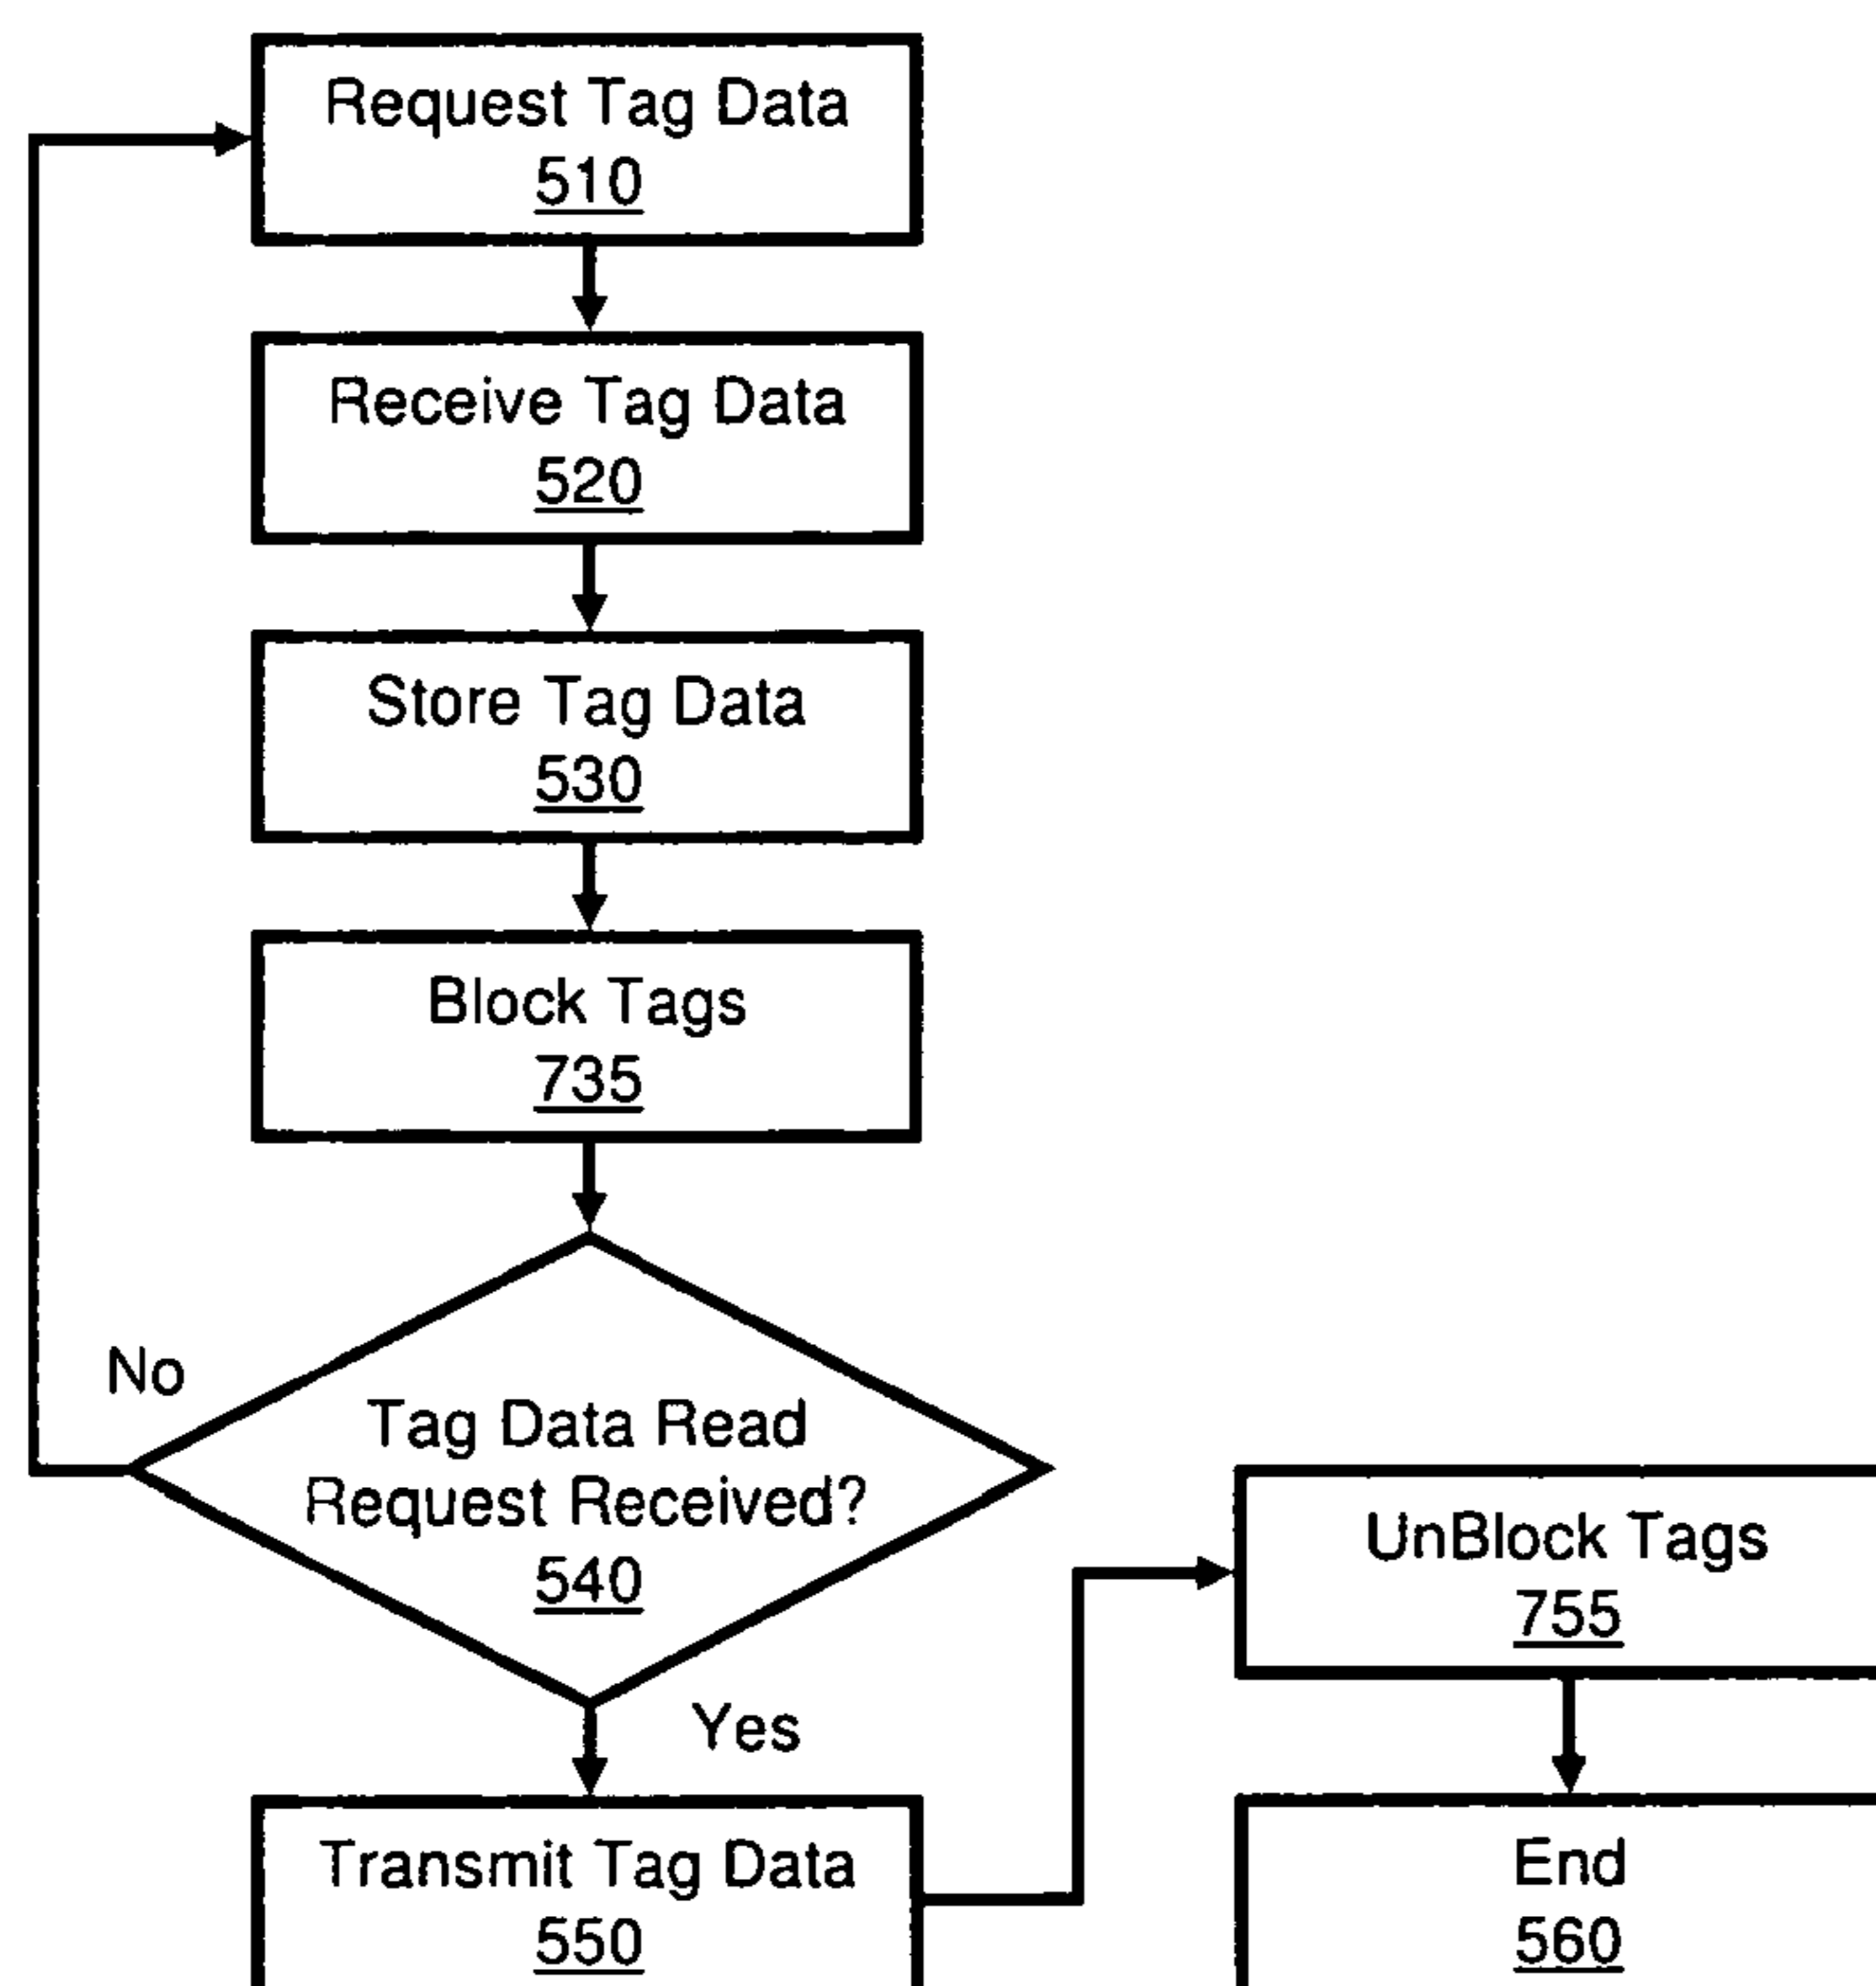 Request Tag Data
510
Receive Tag Data
520
Store Tag Data
530
Block Tags
735
No
Tag Data Read
Request Received?
540
Yes
Transmit Tag Data
550
UnBlock Tags
755
End
560